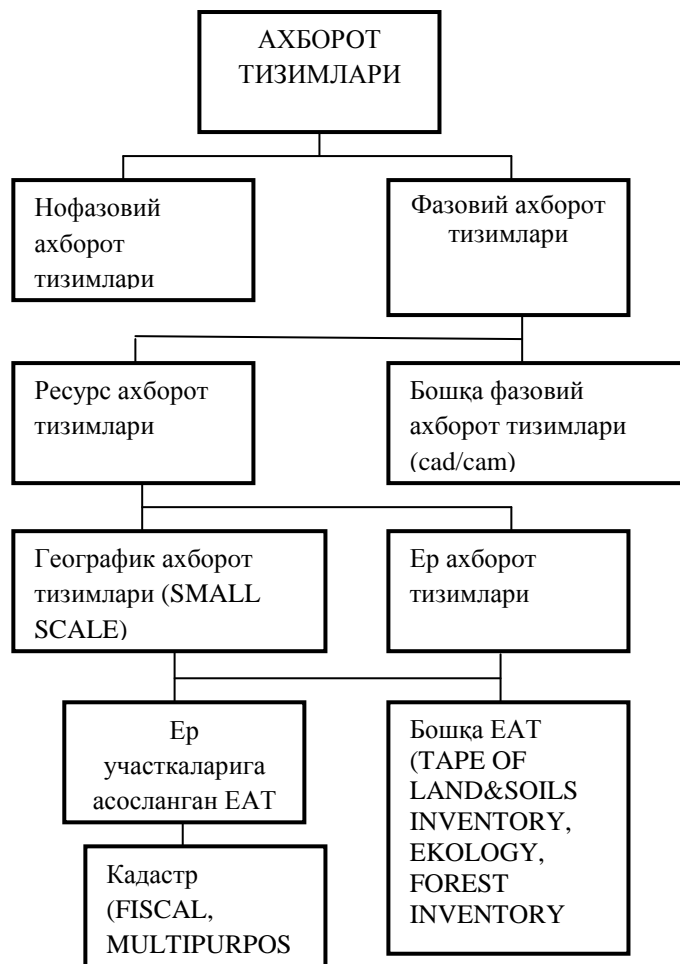 АХБОРОТ
ТИЗИМЛАРИ
Нофазовий
ахборот
тизимлари
Фазовий ахборот
тизимлари
Ресурс ахборот
тизимлари
Бошқа фазовий
ахборот тизимлари
(cad/cam)
Географик ахборот
тизимлари (SMALL
SCALE)
Ер ахборот
тизимлари
Ер
участкаларига
асосланган ЕАТ
Бошқа ЕАТ
(TAPE OF
LAND&SOILS
INVENTORY,
EKOLOGY,
FOREST
INVENTORY
Кадастр
(FISCAL,
MULTIPURPOS